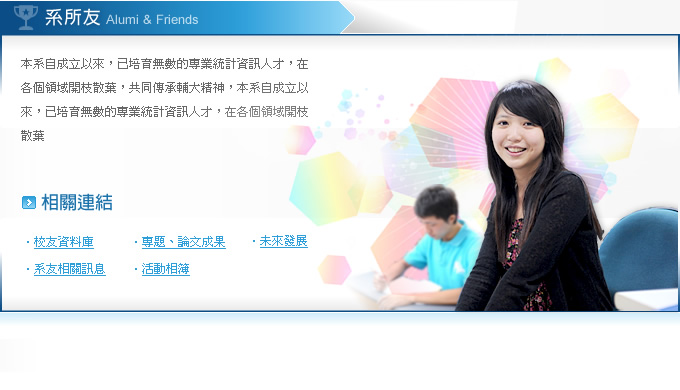 系所友 Alumi & Friends
本系自成立以來，已培育無數的專業統計資訊人才，在
各個領域開枝散葉，共同傳承輔大精神，本系自成立以
來，已培育無數的專業統計資訊人才，在各個領域開枝
散葉
相關連結
·校友資料庫 ·專題、論文成果 ·未來發展
·系友相關訊息 ·活動相簿